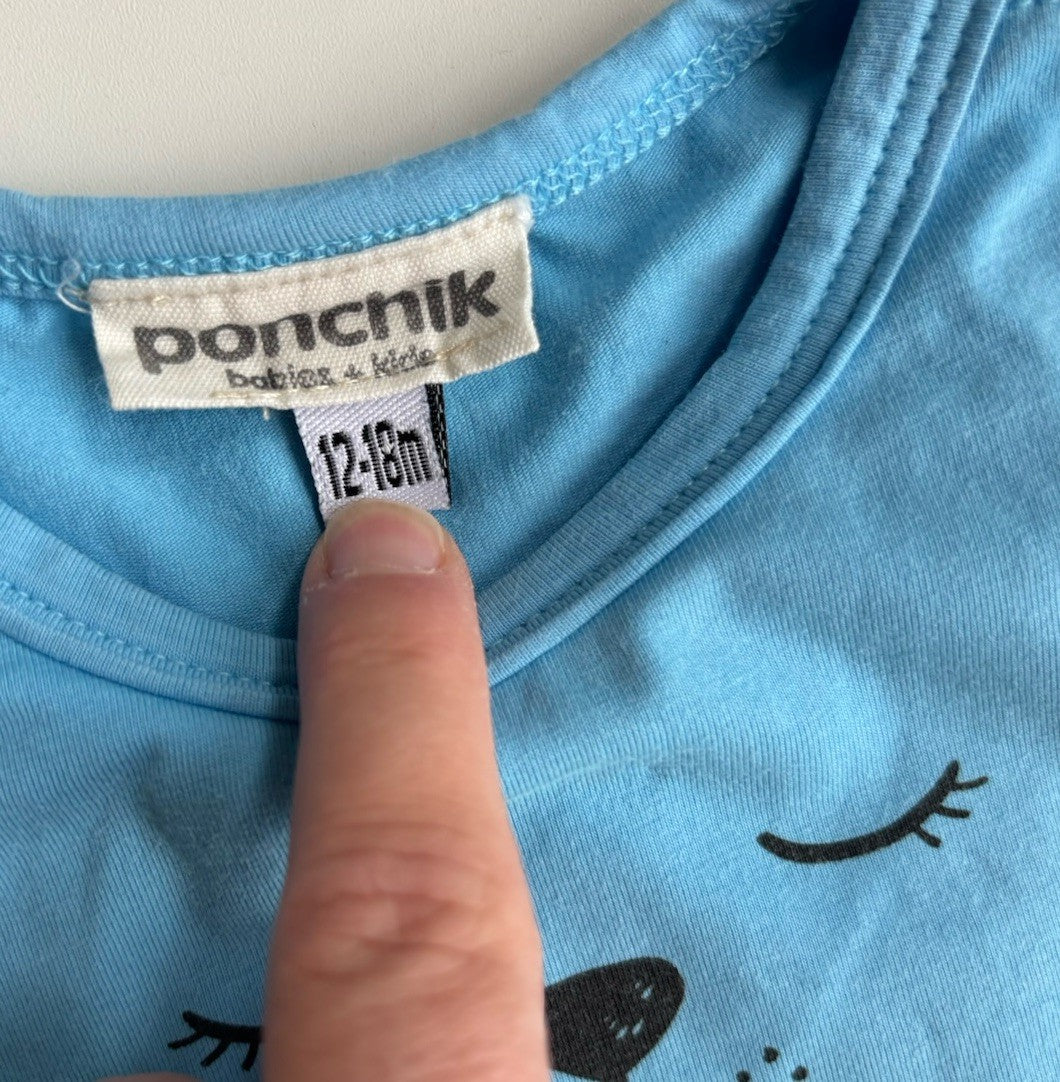 ponchik
babies + kids
12-18m